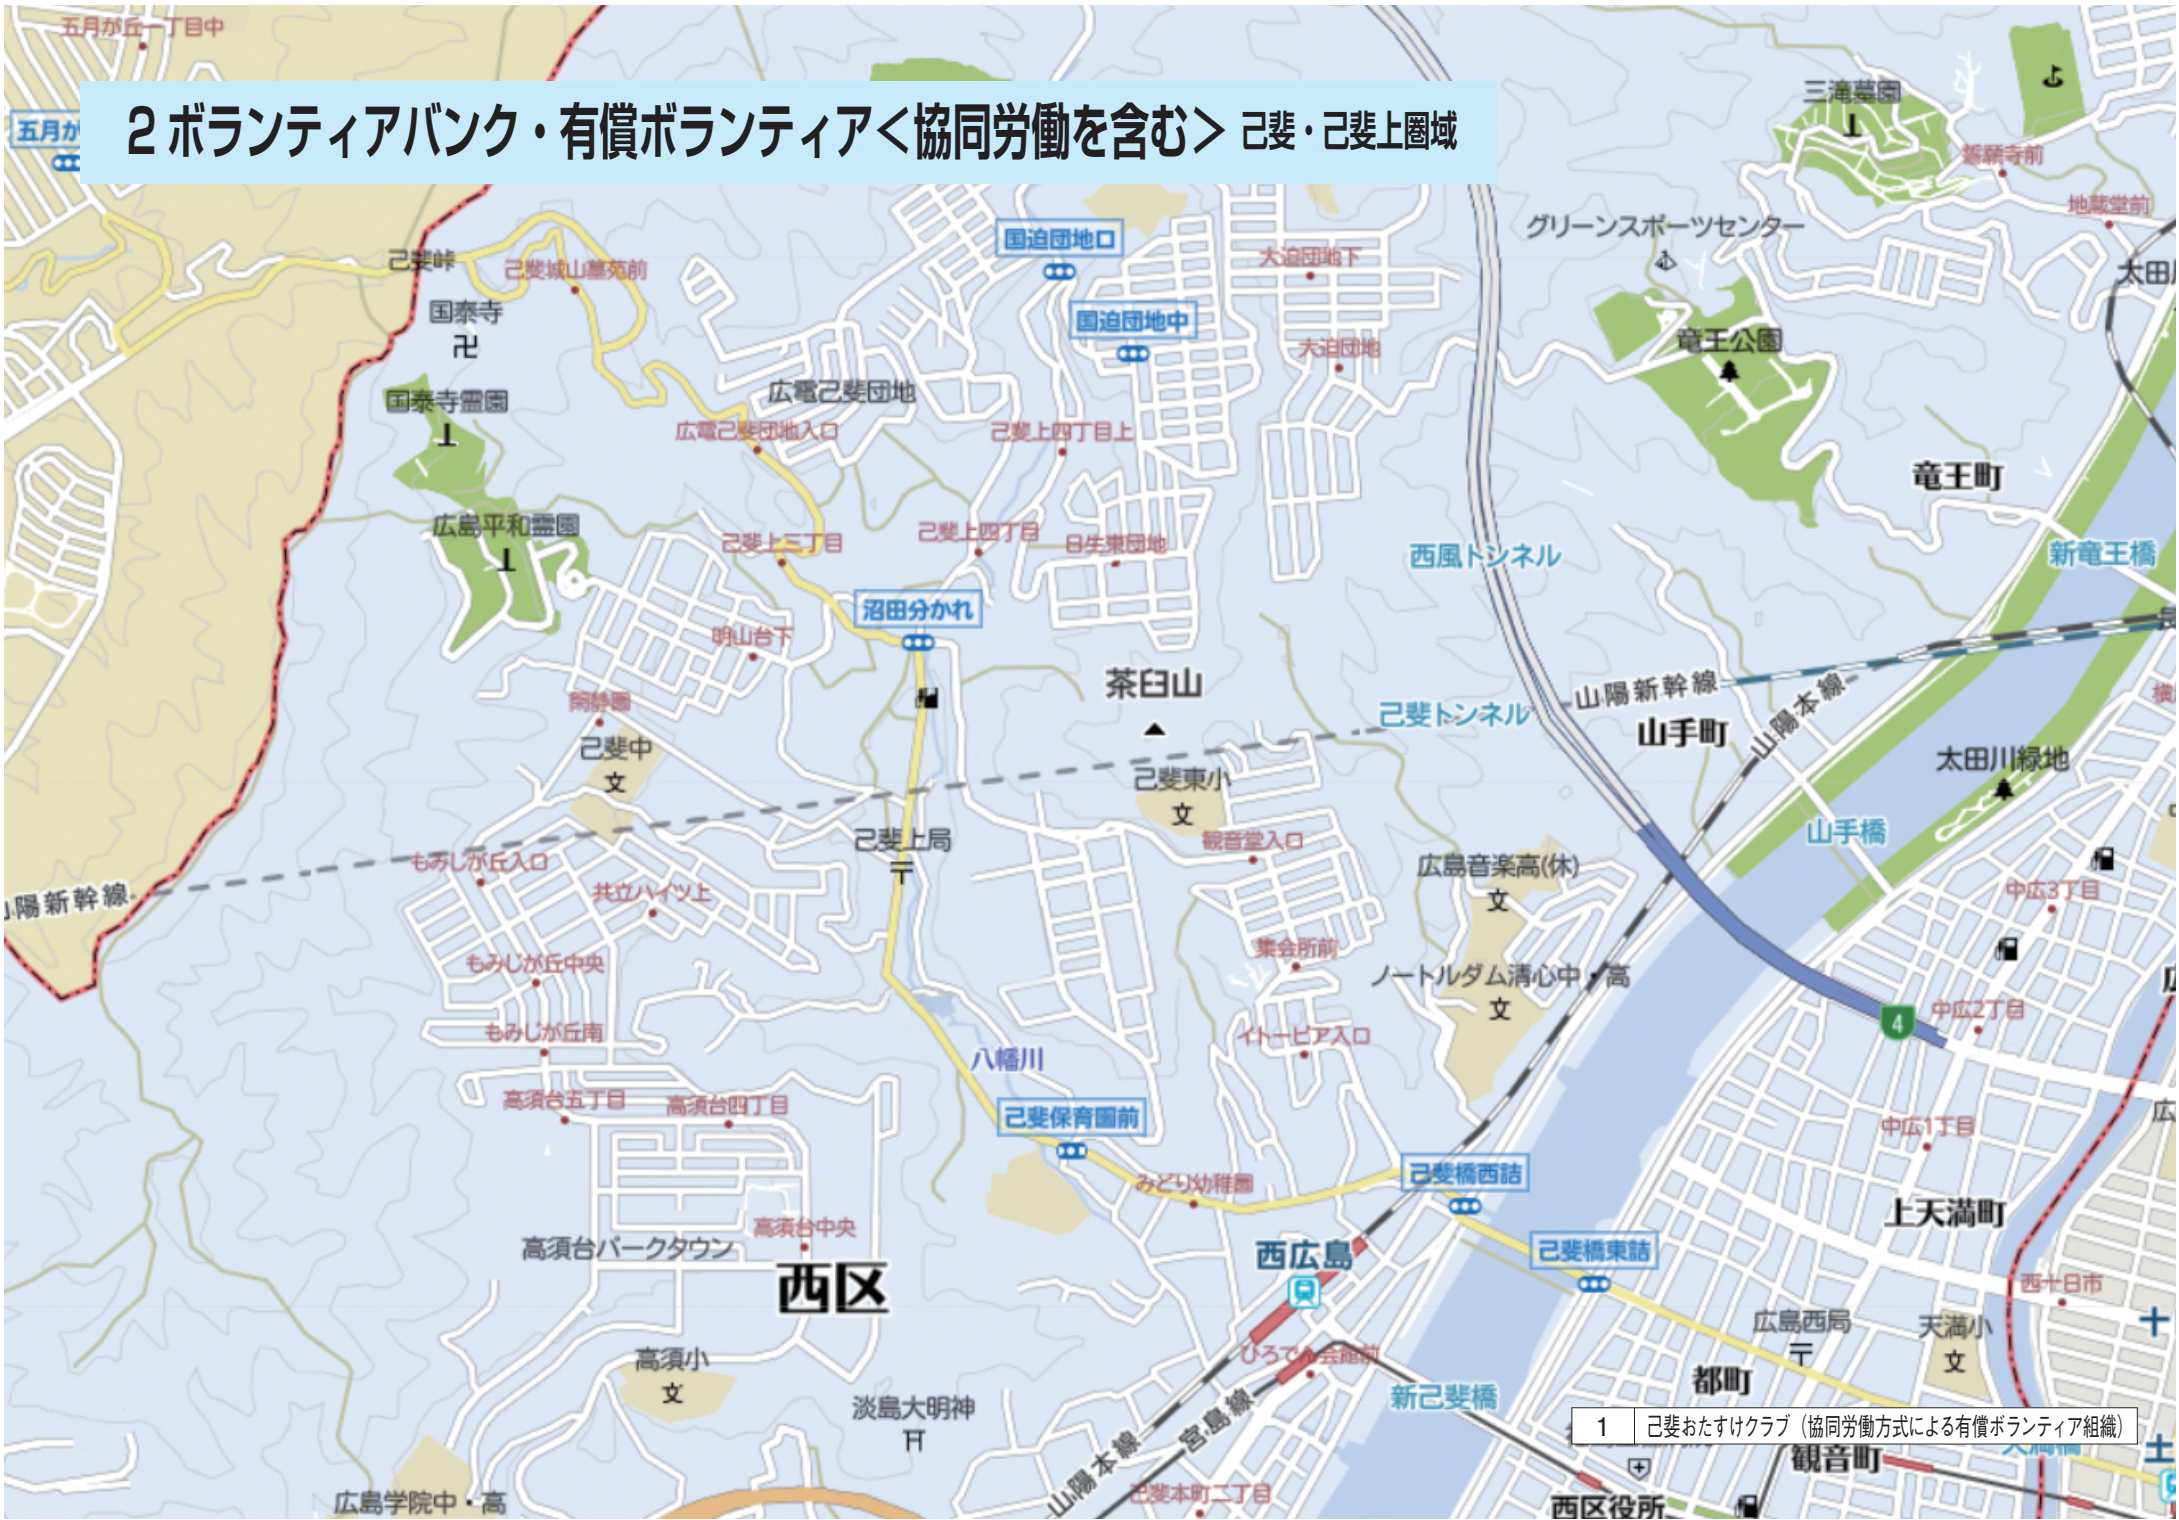 五月が丘一丁目中
2 ボランティアバンク・有償ボランティア＜協同労働を含む＞ 己斐・己斐上圏域
五月が
三滝墓園
誓願寺前
地蔵堂前
グリーンスポーツセンター
国迫団地口
大迫団地下
己斐峠
己斐城山墓苑前
太田川
国泰寺
国迫団地中
大迫団地
竜王公園
広電己斐団地
国泰寺霊園
広電己斐団地入口
己斐上四丁目上
竜王町
広島平和霊園
己斐上三丁目
己斐上四丁目
日生東団地
西風トンネル
新竜王橋
沼田分かれ
明山台下
茶臼山
山陽新幹線
山陽本線
閑静園
己斐トンネル
山手町
己斐中
文
己斐東小
文
太田川緑地
己斐上局
観音堂入口
山手橋
もみじが丘入口
共立ハイツ上
広島音楽高(休)
文
中広3丁目
山陽新幹線
集会所前
もみじが丘中央
ノートルダム清心中・高
文
もみじが丘南
イトーピア入口
4
中広2丁目
八幡川
高須台五丁目
高須台四丁目
己斐保育園前
中広1丁目
みどり幼稚園
己斐橋西詰
上天満町
高須台中央
高須台パークタウン
西広島
己斐橋東詰
西区
西十日市
広島西局
天満小
文
高須小
文
ひろでん会館前
都町
新己斐橋
淡島大明神
宮島線
山陽本線
1 己斐おたすけクラブ（協同労働方式による有償ボランティア組織）
天満橋
観音町
己斐本町二丁目
広島学院中・高
西区役所